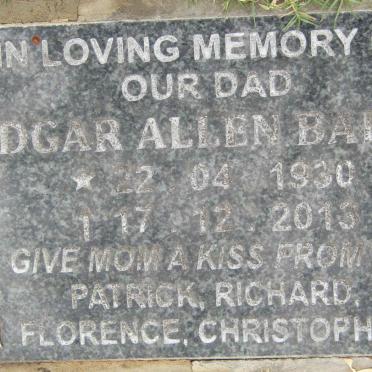 IN LOVING MEMORY
OUR DAD
DGAR ALLEN BA
★ 22 . 04 . 1930
† 17 . 12 . 2013
GIVE MOM A KISS FROM
PATRICK, RICHARD,
FLORENCE, CHRISTOPH